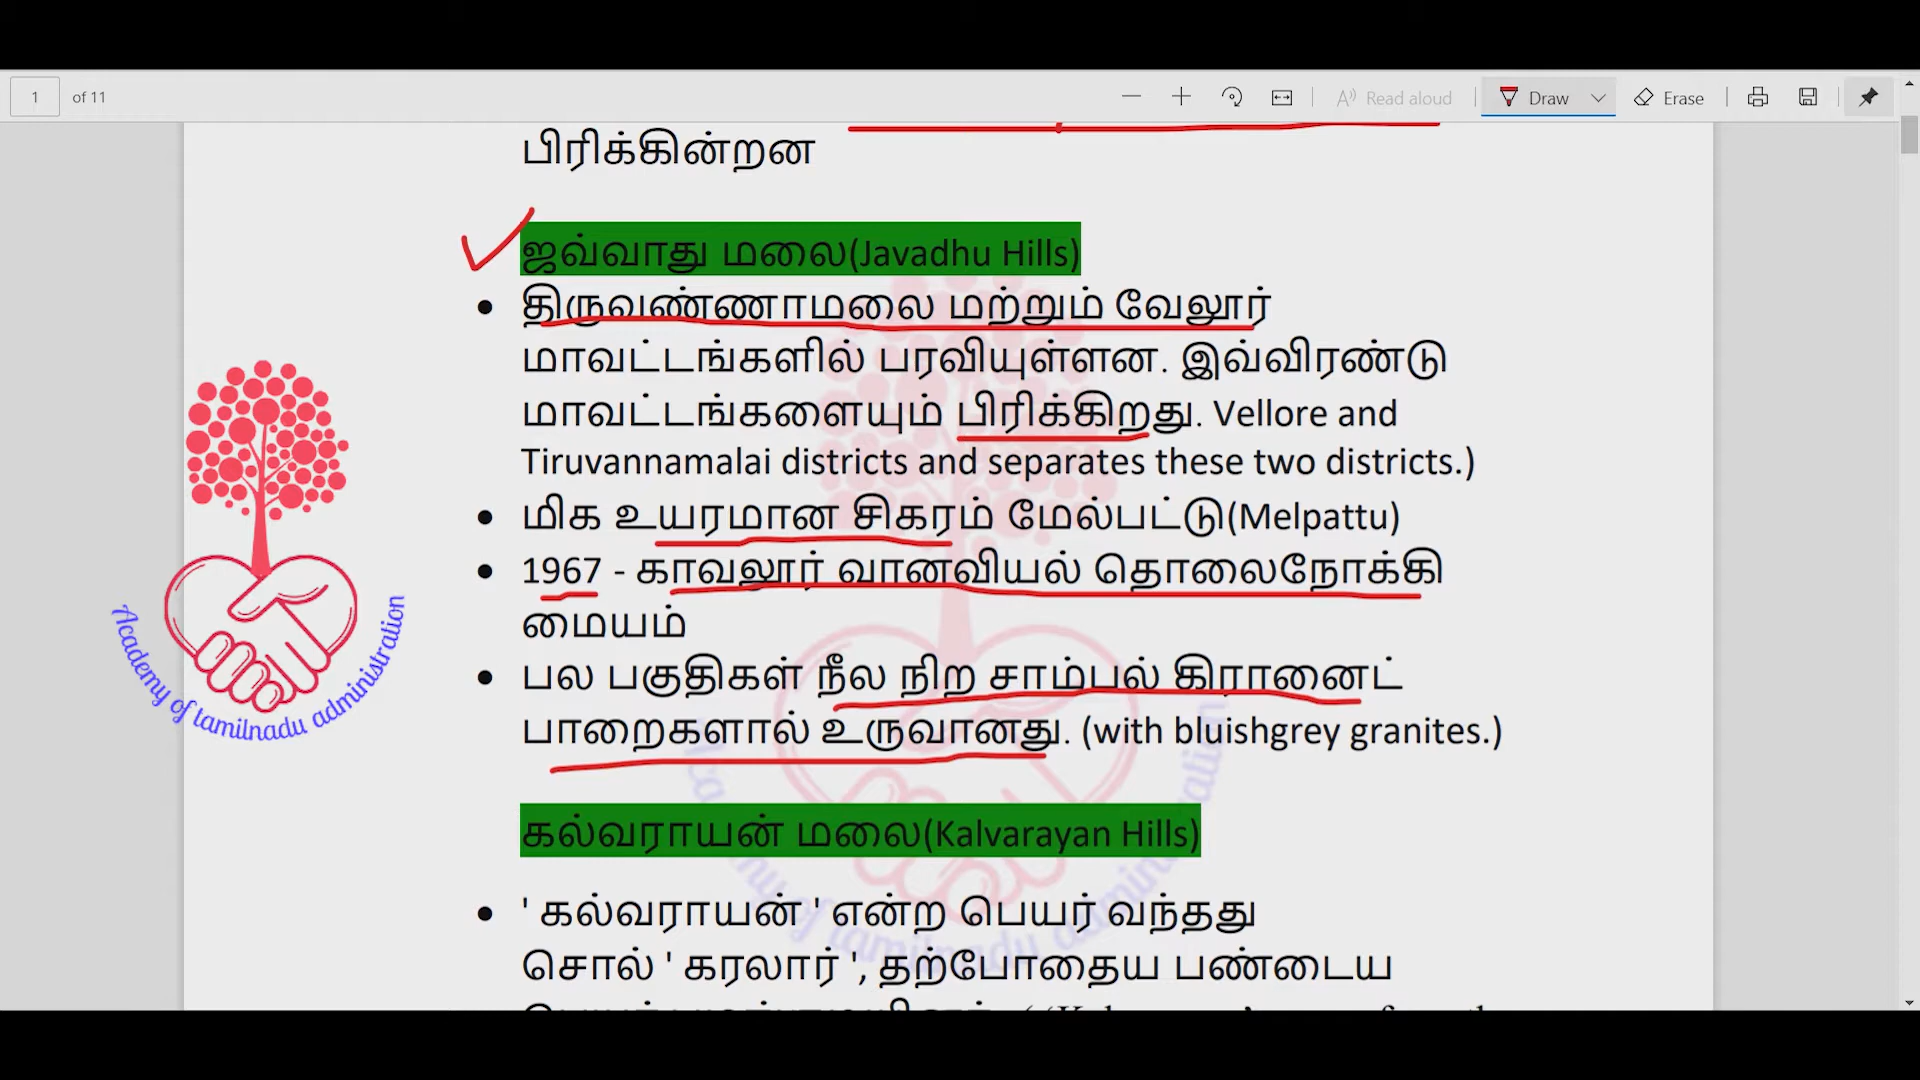 1 of 11 Read aloud Draw Erase
பிரிக்கின்றன
ஜவ்வாது மலை(Javadhu Hills)
• திருவண்ணாமலை மற்றும் வேலூர்
மாவட்டங்களில் பரவியுள்ளன. இவ்விரண்டு
மாவட்டங்களையும் பிரிக்கிறது. Vellore and
Tiruvannamalai districts and separates these two districts.)
• மிக உயரமான சிகரம் மேல்பட்டு(Melpattu)
• 1967 - காவலூர் வானவியல் தொலைநோக்கி
மையம்
• பல பகுதிகள் நீல நிற சாம்பல் கிரானைட்
பாறைகளால் உருவானது. (with bluishgrey granites.)
கல்வராயன் மலை(Kalvarayan Hills)
• ' கல்வராயன் ' என்ற பெயர் வந்தது
சொல் ' கரலார் ', தற்போதைய பண்டைய
Academy of tamilnadu administration